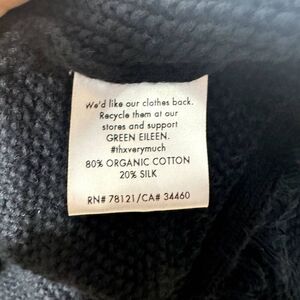 We'd like our clothes back.
Recycle them at our
stores and support
GREEN EILEEN.
#thxverymuch
80% ORGANIC COTTON
20% SILK
RN# 78121/CA# 34460